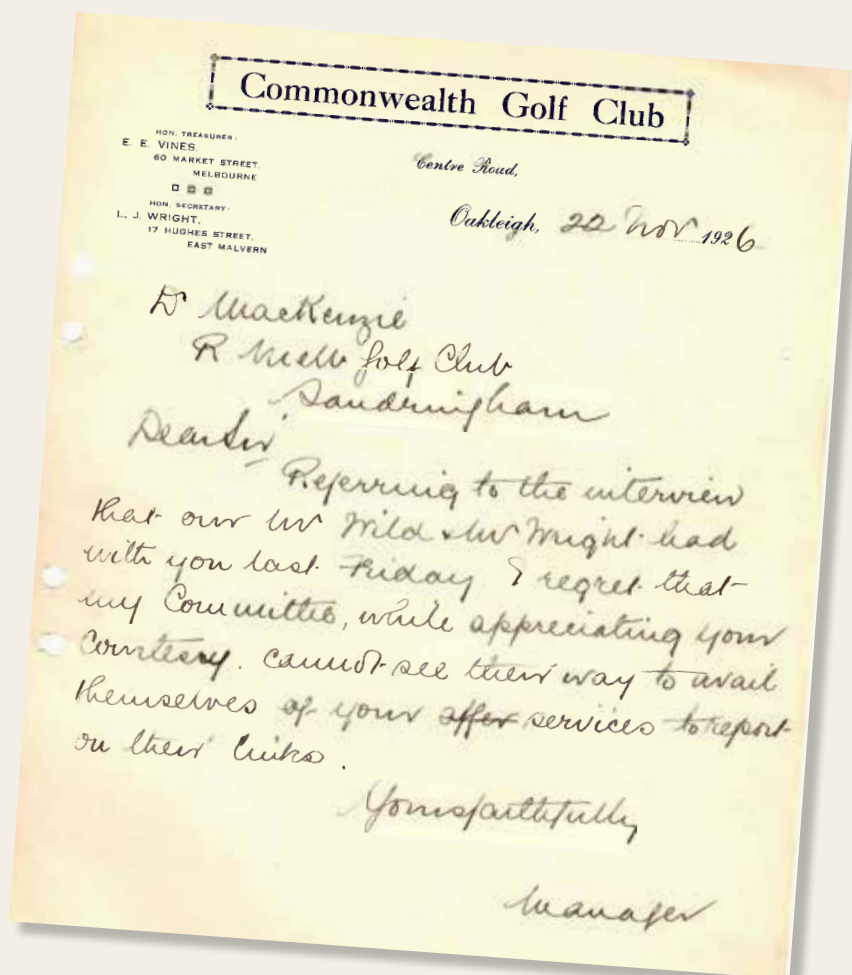 Commonwealth Golf Club
HON. TREASURER:
E. E. VINES.
60 MARKET STREET.
MELBOURNE
HON. SECRETARY:
L. J. WRIGHT.
17 HUGHES STREET,
EAST MALVERN
Centre Road,
Oakleigh, 22 Nov 1926
Dr MacKenzie
R Melb Golf Club
Sandringham
Dear Sir
Referring to the interview
that our Mr Wild & Mr Wright had
with you last Friday I regret that
my Committee, while appreciating your
Courtesy. cannot see their way to avail
themselves of your offer services to report
on their links.
Yours faithfully
Manager